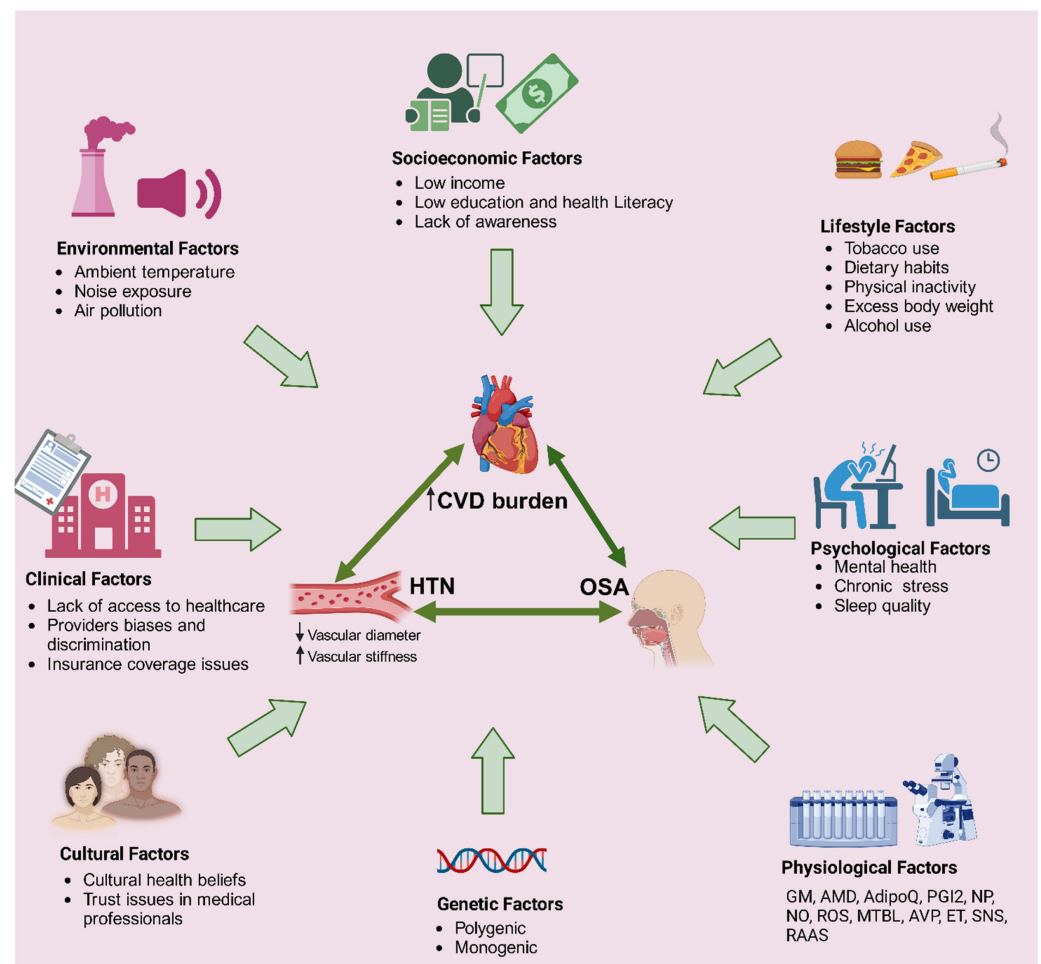 Socioeconomic Factors
• Low income
• Low education and health Literacy
• Lack of awareness
Environmental Factors
• Ambient temperature
• Noise exposure
• Air pollution
Lifestyle Factors
• Tobacco use
• Dietary habits
• Physical inactivity
• Excess body weight
• Alcohol use
↑CVD burden
HTN
OSA
↓ Vascular diameter
↑ Vascular stiffness
H
Clinical Factors
• Lack of access to healthcare
• Providers biases and
discrimination
• Insurance coverage issues
Psychological Factors
• Mental health
• Chronic stress
• Sleep quality
Cultural Factors
• Cultural health beliefs
• Trust issues in medical
professionals
Genetic Factors
• Polygenic
• Monogenic
Physiological Factors
GM, AMD, AdipoQ, PGI2, NP,
NO, ROS, MTBL, AVP, ET, SNS,
RAAS